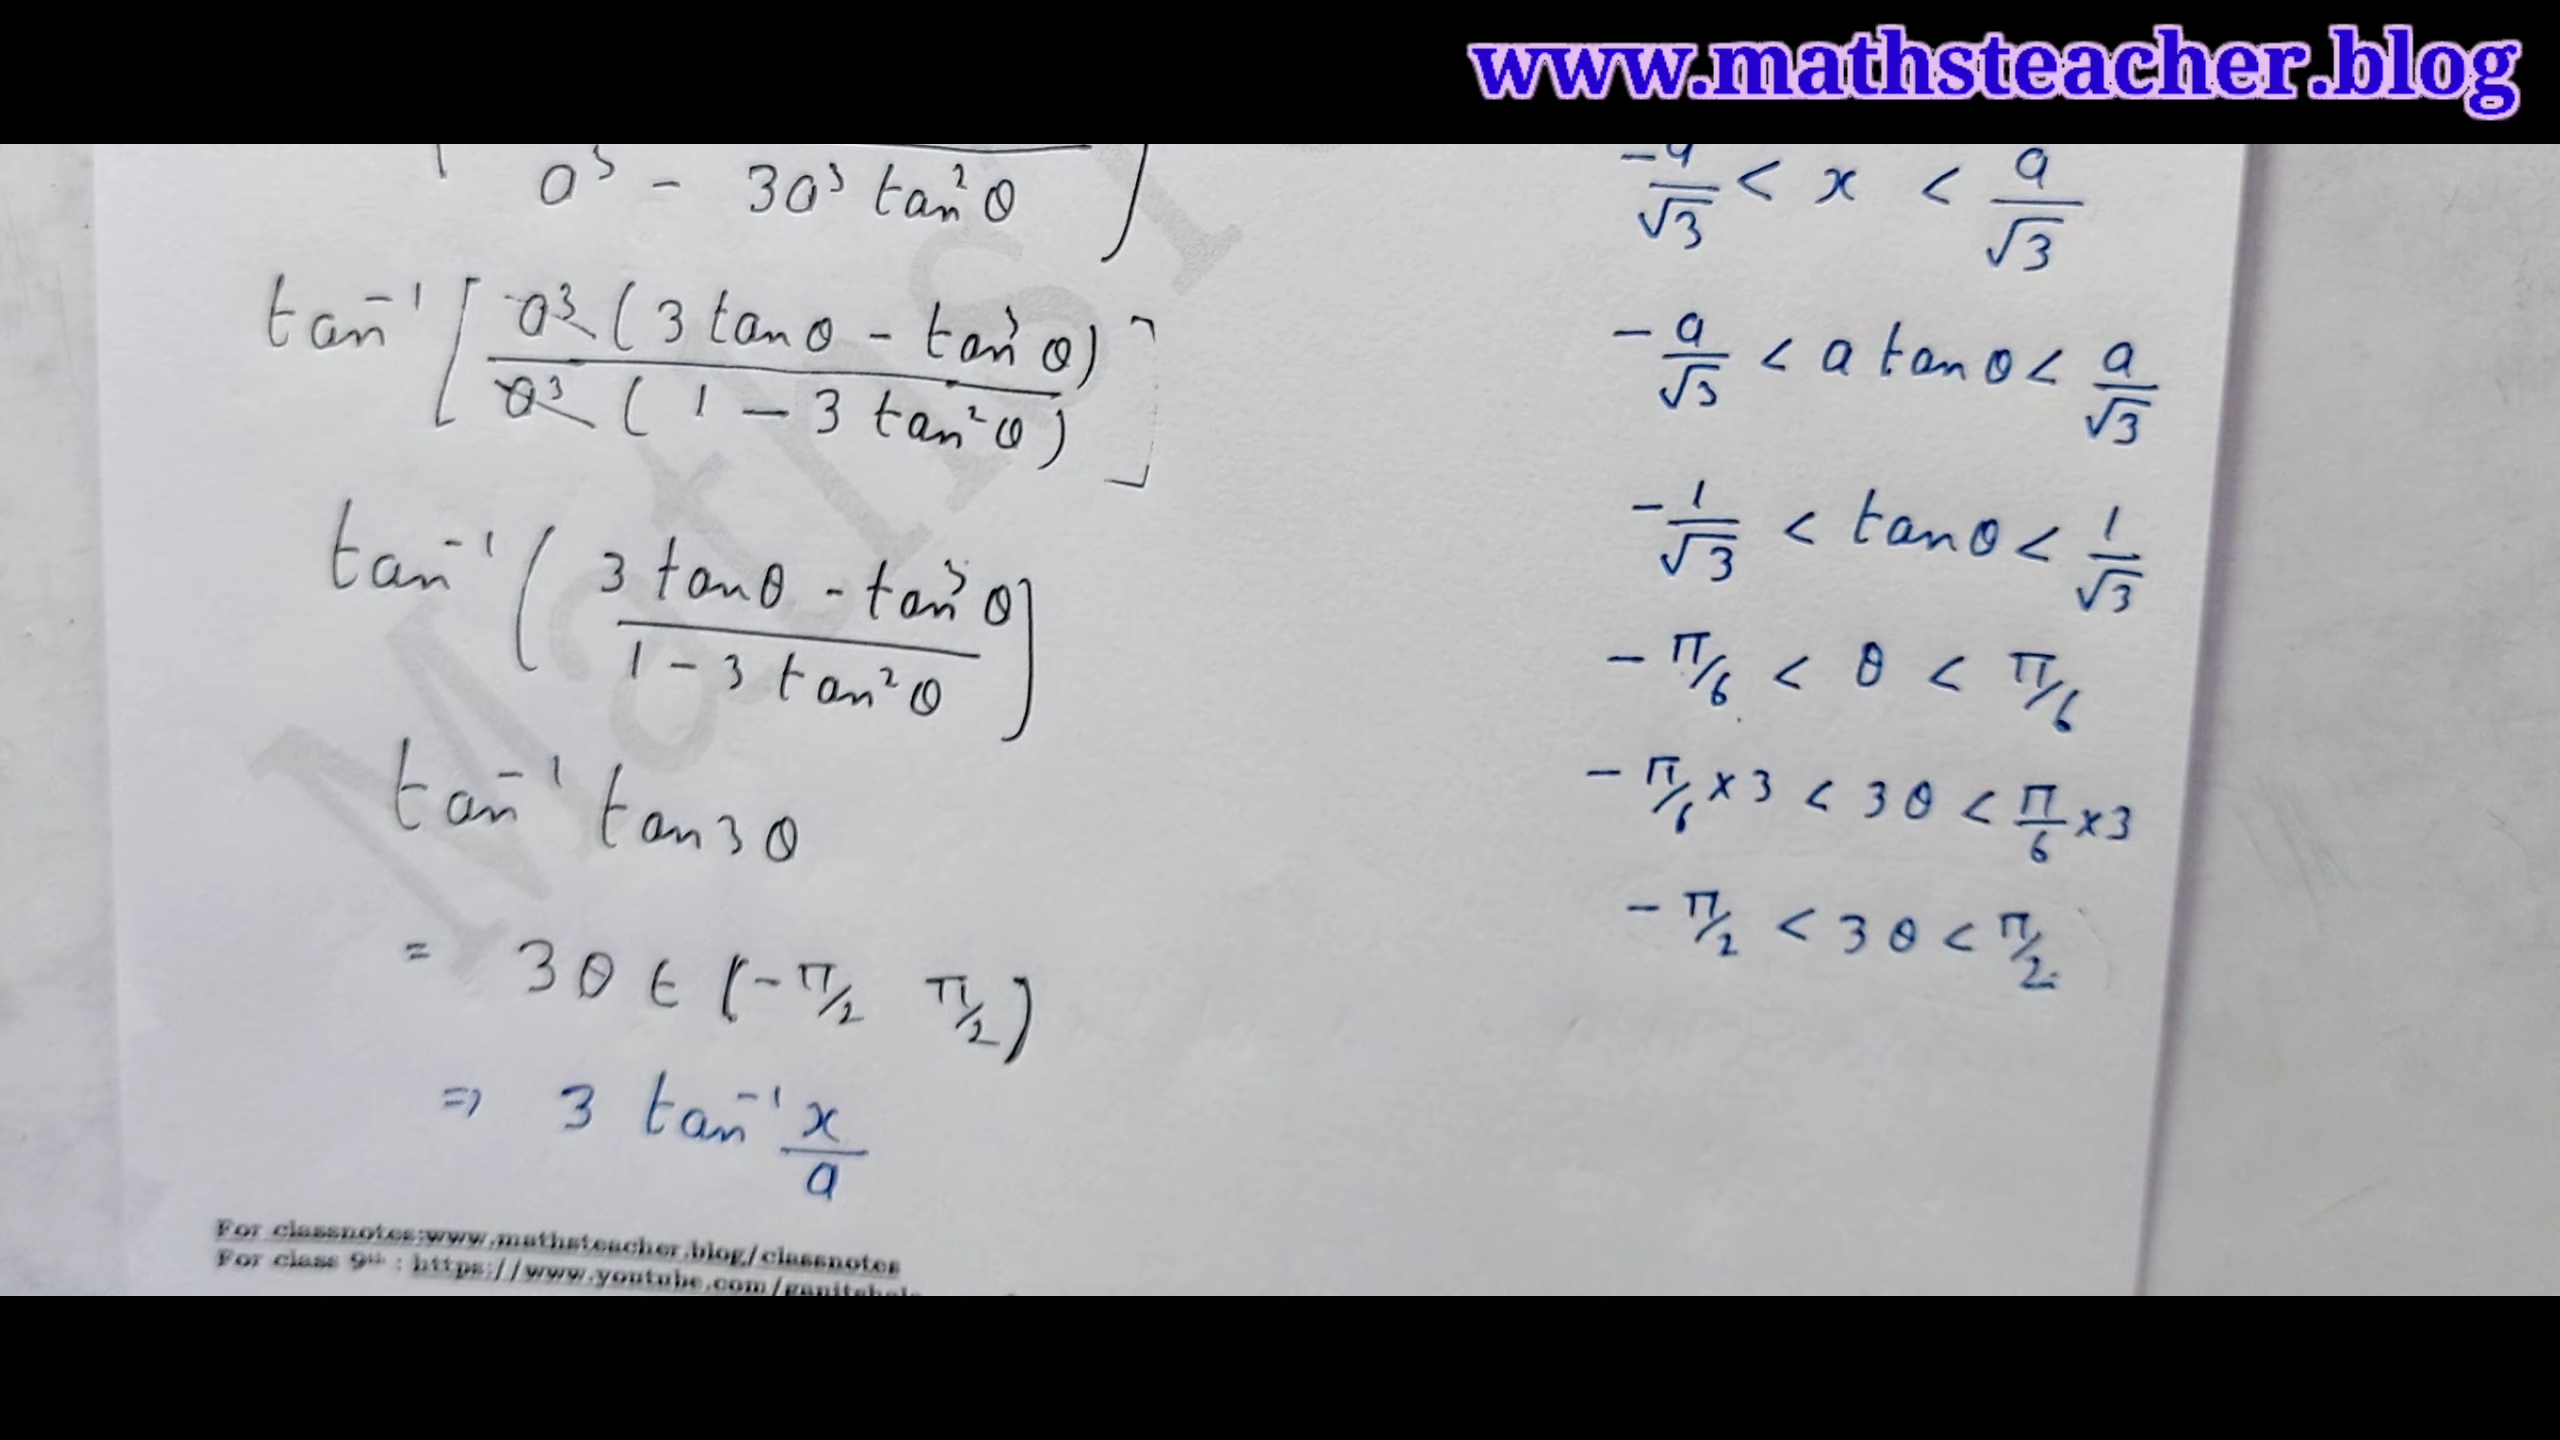 www.mathsteacher.blog
a³ - 3a³ tan²θ
tan⁻¹[a³(3 tanθ - tan³θ) / a³(1 - 3 tan²θ)]
tan⁻¹(3 tanθ - tan³θ / 1 - 3 tan²θ)
tan⁻¹ tan3θ
= 3θ ∈ (-π/2 π/2)
⇒ 3 tan⁻¹ x/a
-a/√3 < x < a/√3
-a/√3 < a tanθ < a/√3
-1/√3 < tanθ < 1/√3
-π/6 < θ < π/6
-π/6 × 3 < 3θ < π/6 × 3
-π/2 < 3θ < π/2
For classnotes:www.mathsteacher.blog/classnotes
For class 9th : https://www.youtube.com/